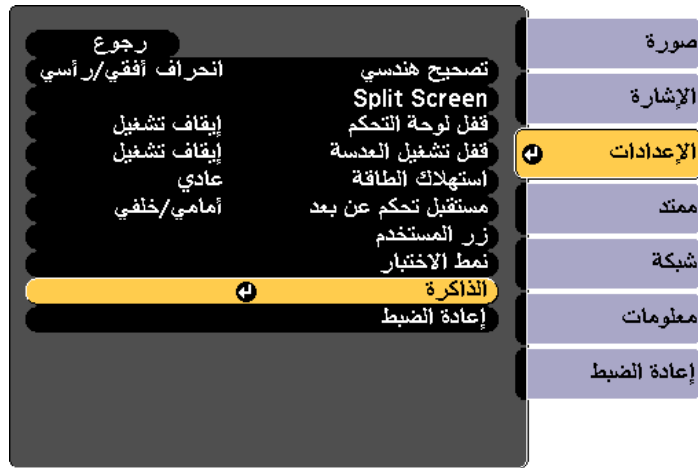 صورة
الإشارة
الإعدادات
ممتد
شبكة
معلومات
إعادة الضبط
رجوع
تصحيح هندسي انحراف أفقي/رأسي
Split Screen
قفل لوحة التحكم إيقاف تشغيل
قفل تشغيل العدسة إيقاف تشغيل
استهلاك الطاقة عادي
مستقبل تحكم عن بعد أمامي/خلفي
زر المستخدم
نمط الاختبار
الذاكرة
إعادة الضبط